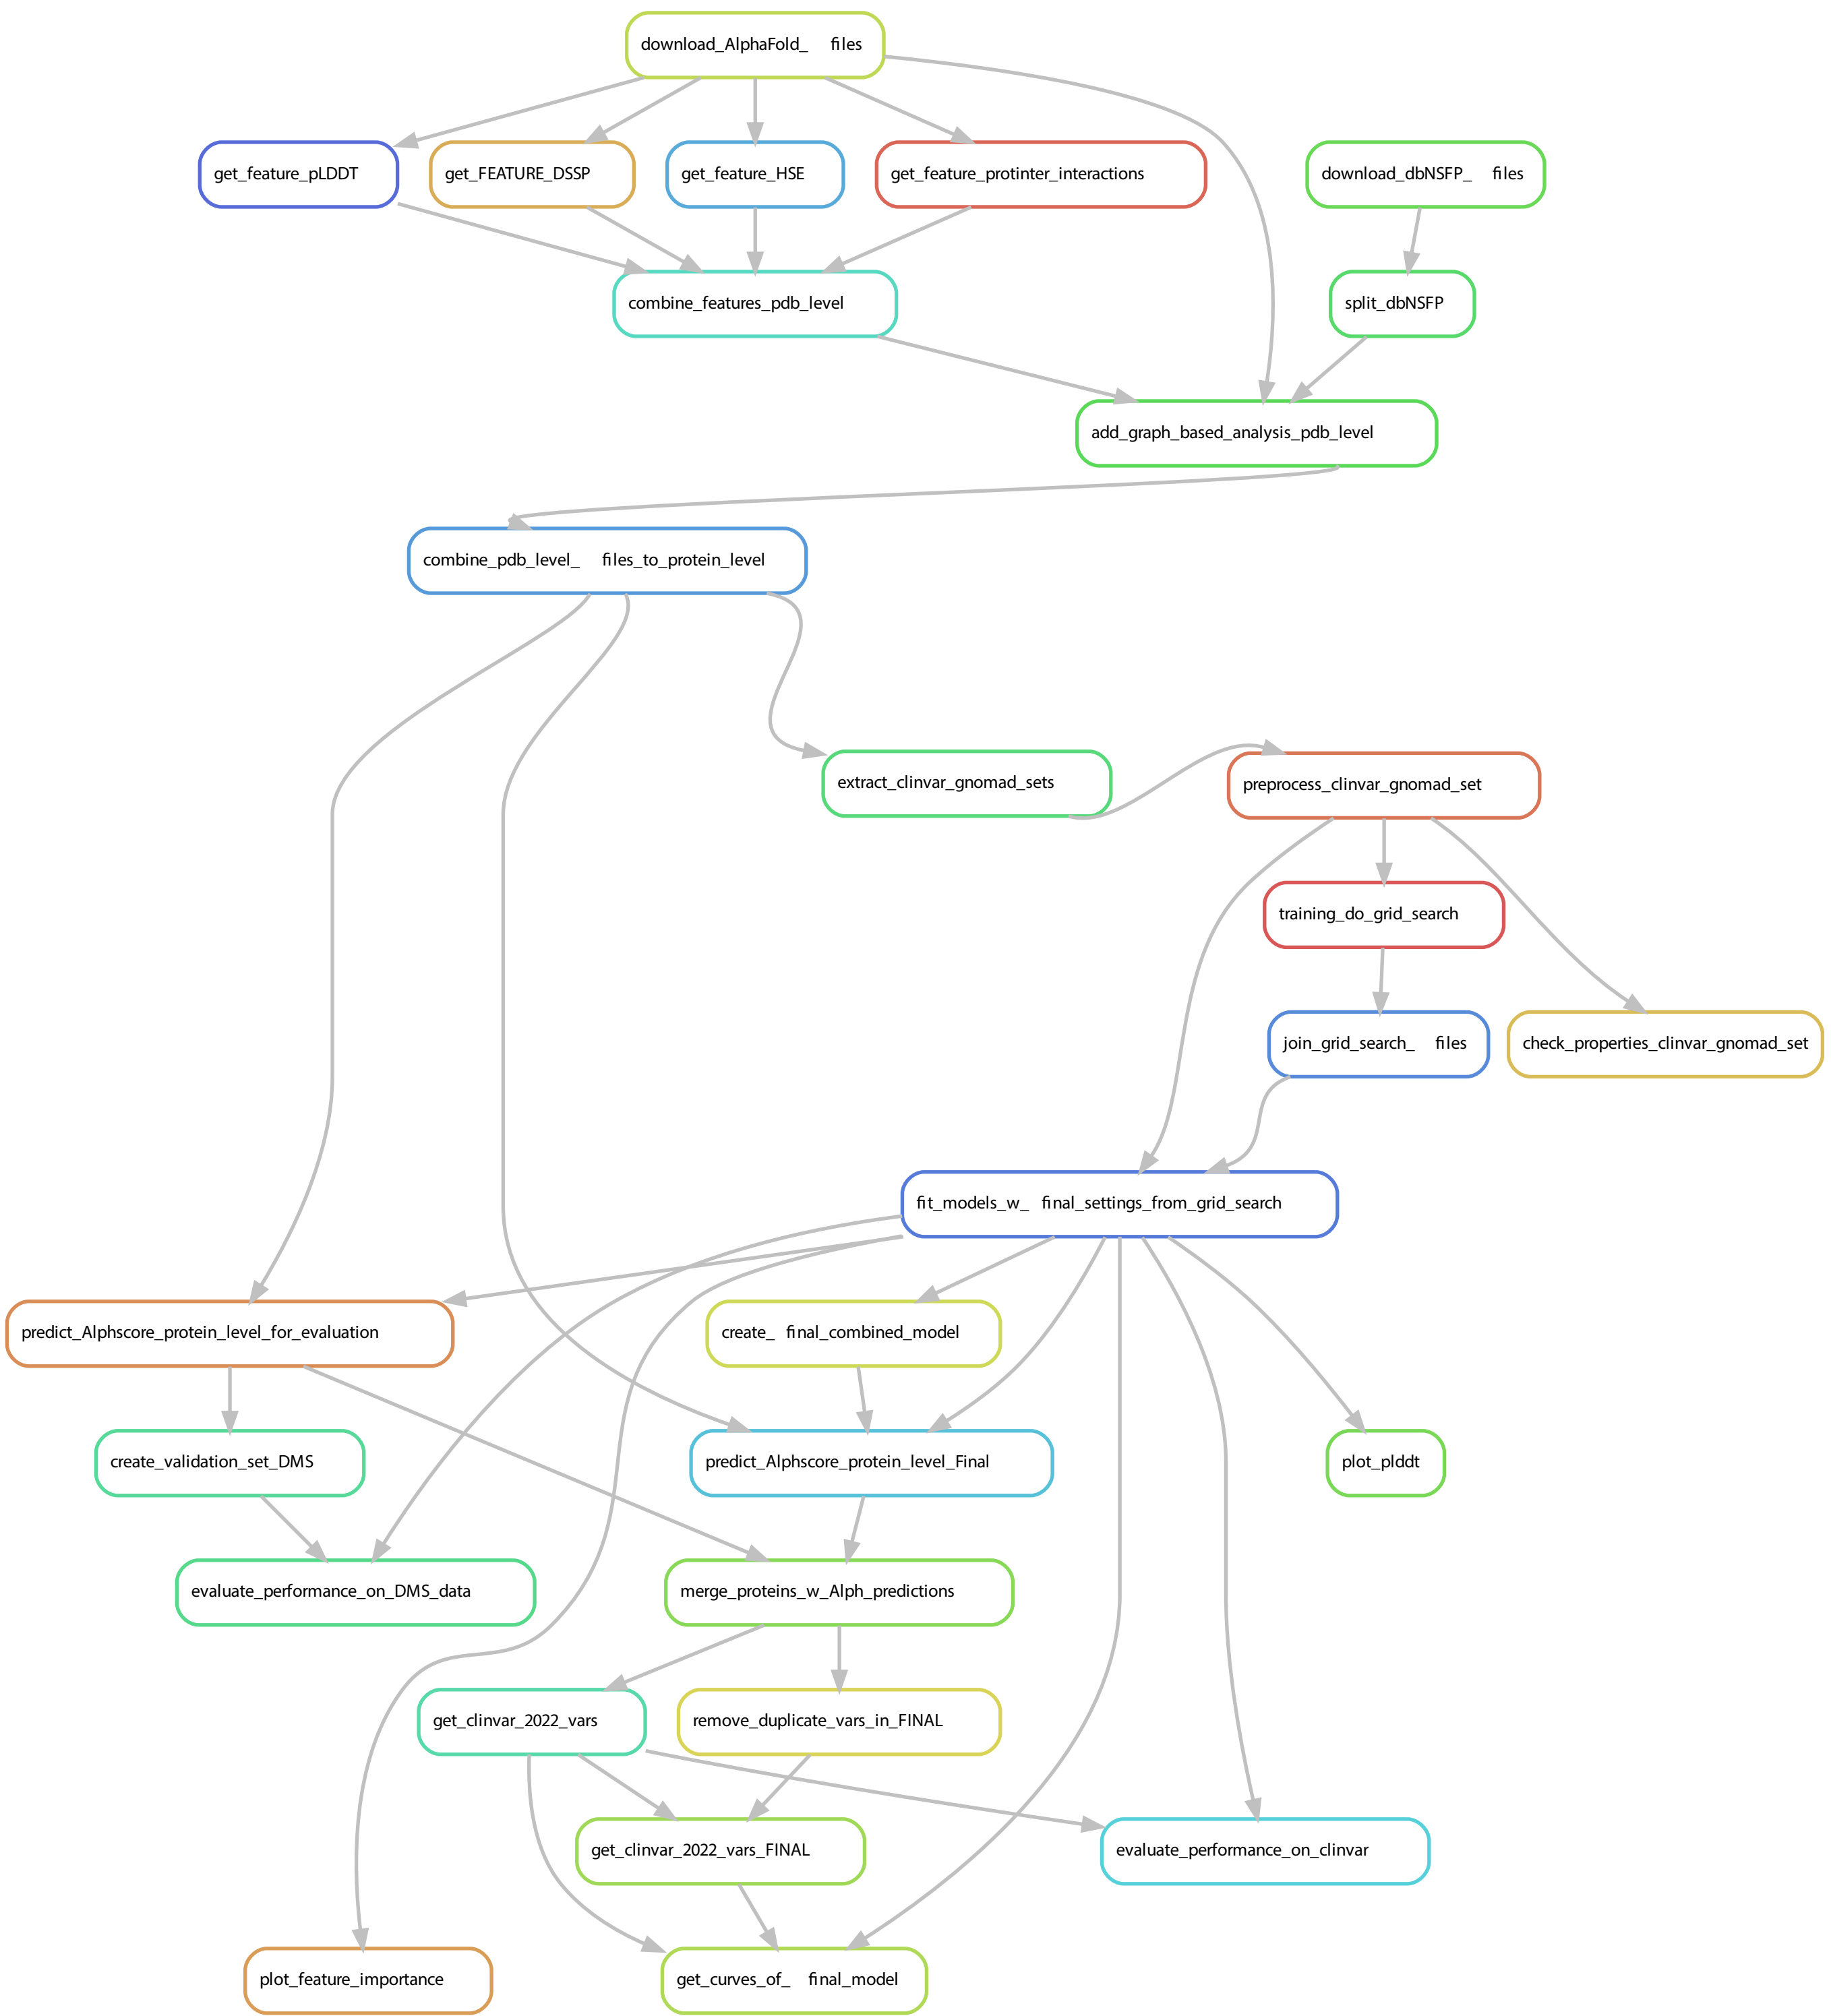 download_AlphaFold_ files
get_feature_pLDDT
get_FEATURE_DSSP
get_feature_HSE
get_feature_protinter_interactions
download_dbNSFP_ files
combine_features_pdb_level
split_dbNSFP
add_graph_based_analysis_pdb_level
combine_pdb_level_ files_to_protein_level
extract_clinvar_gnomad_sets
preprocess_clinvar_gnomad_set
training_do_grid_search
join_grid_search_ files
check_properties_clinvar_gnomad_set
fit_models_w_ final_settings_from_grid_search
predict_Alphscore_protein_level_for_evaluation
create_ final_combined_model
create_validation_set_DMS
predict_Alphscore_protein_level_Final
plot_plddt
evaluate_performance_on_DMS_data
merge_proteins_w_Alph_predictions
get_clinvar_2022_vars
remove_duplicate_vars_in_FINAL
get_clinvar_2022_vars_FINAL
evaluate_performance_on_clinvar
plot_feature_importance
get_curves_of_ final_model